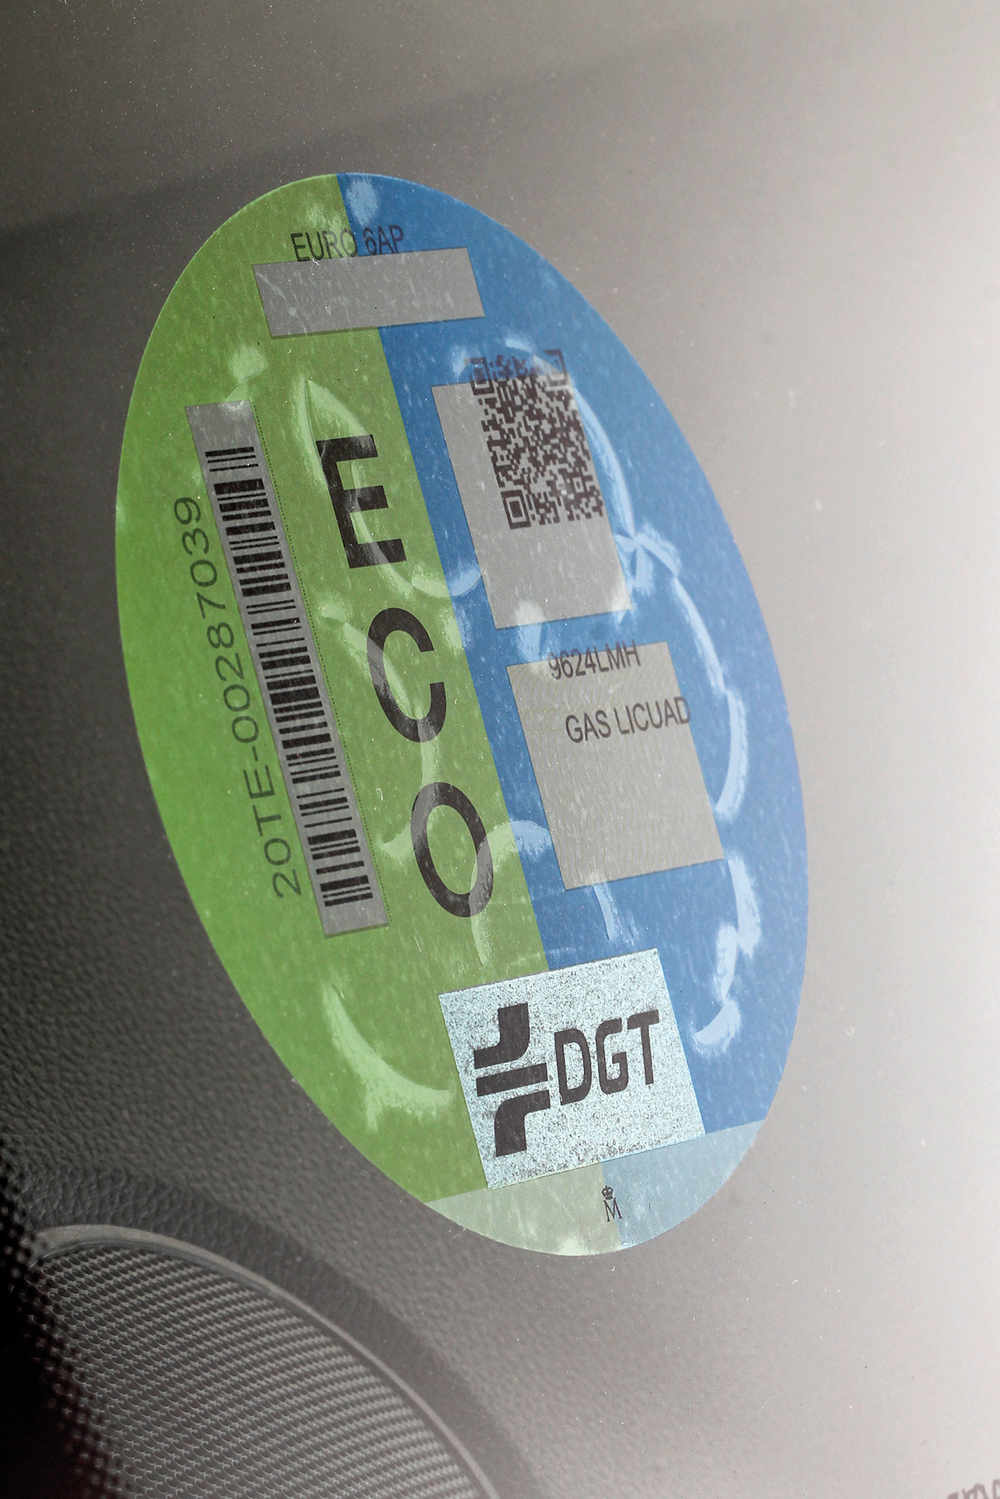 EURO 6AP
20TE-00287039
ECO
9624LMH
GAS LICUAD
DGT
M